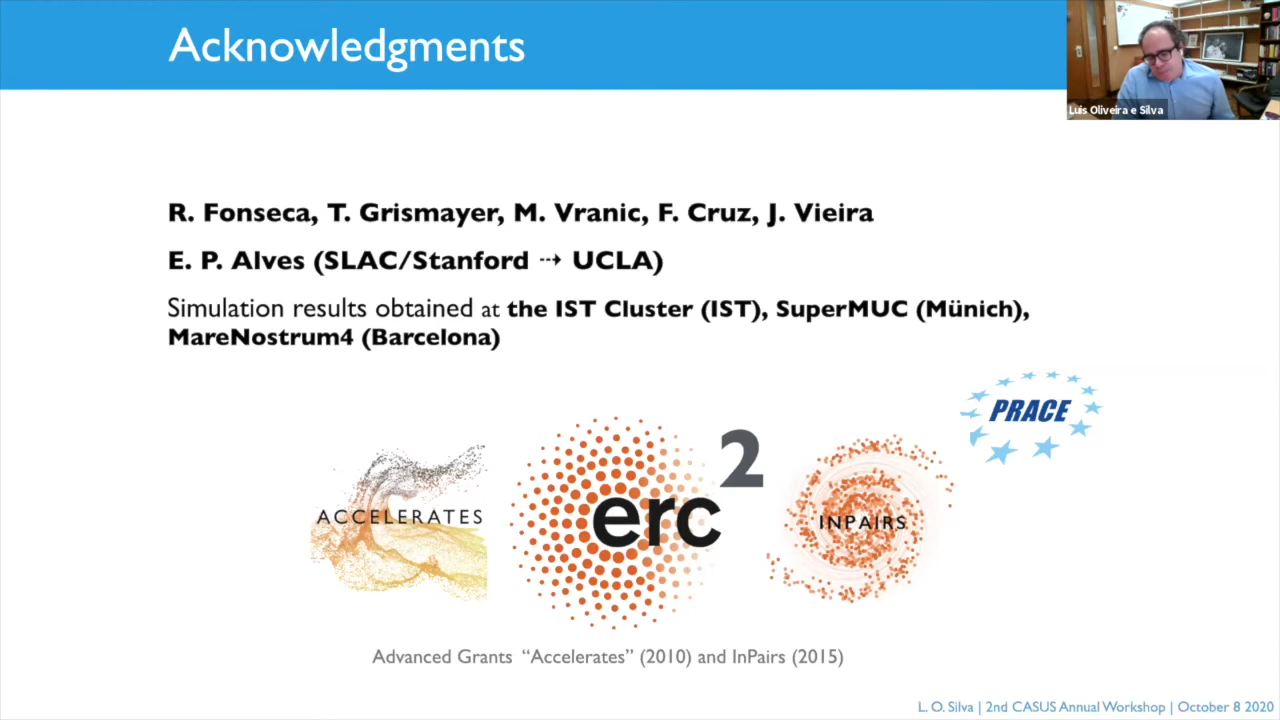 Acknowledgments
Luis Oliveira e Silva
R. Fonseca, T. Grismayer, M. Vranic, F. Cruz, J. Vieira
E. P. Alves (SLAC/Stanford ⇢ UCLA)
Simulation results obtained at the IST Cluster (IST), SuperMUC (Münich),
MareNostrum4 (Barcelona)
PRACE
2
ACCELERATES
erc
INPAIRS
Advanced Grants “Accelerates” (2010) and InPairs (2015)
L. O. Silva | 2nd CASUS Annual Workshop | October 8 2020